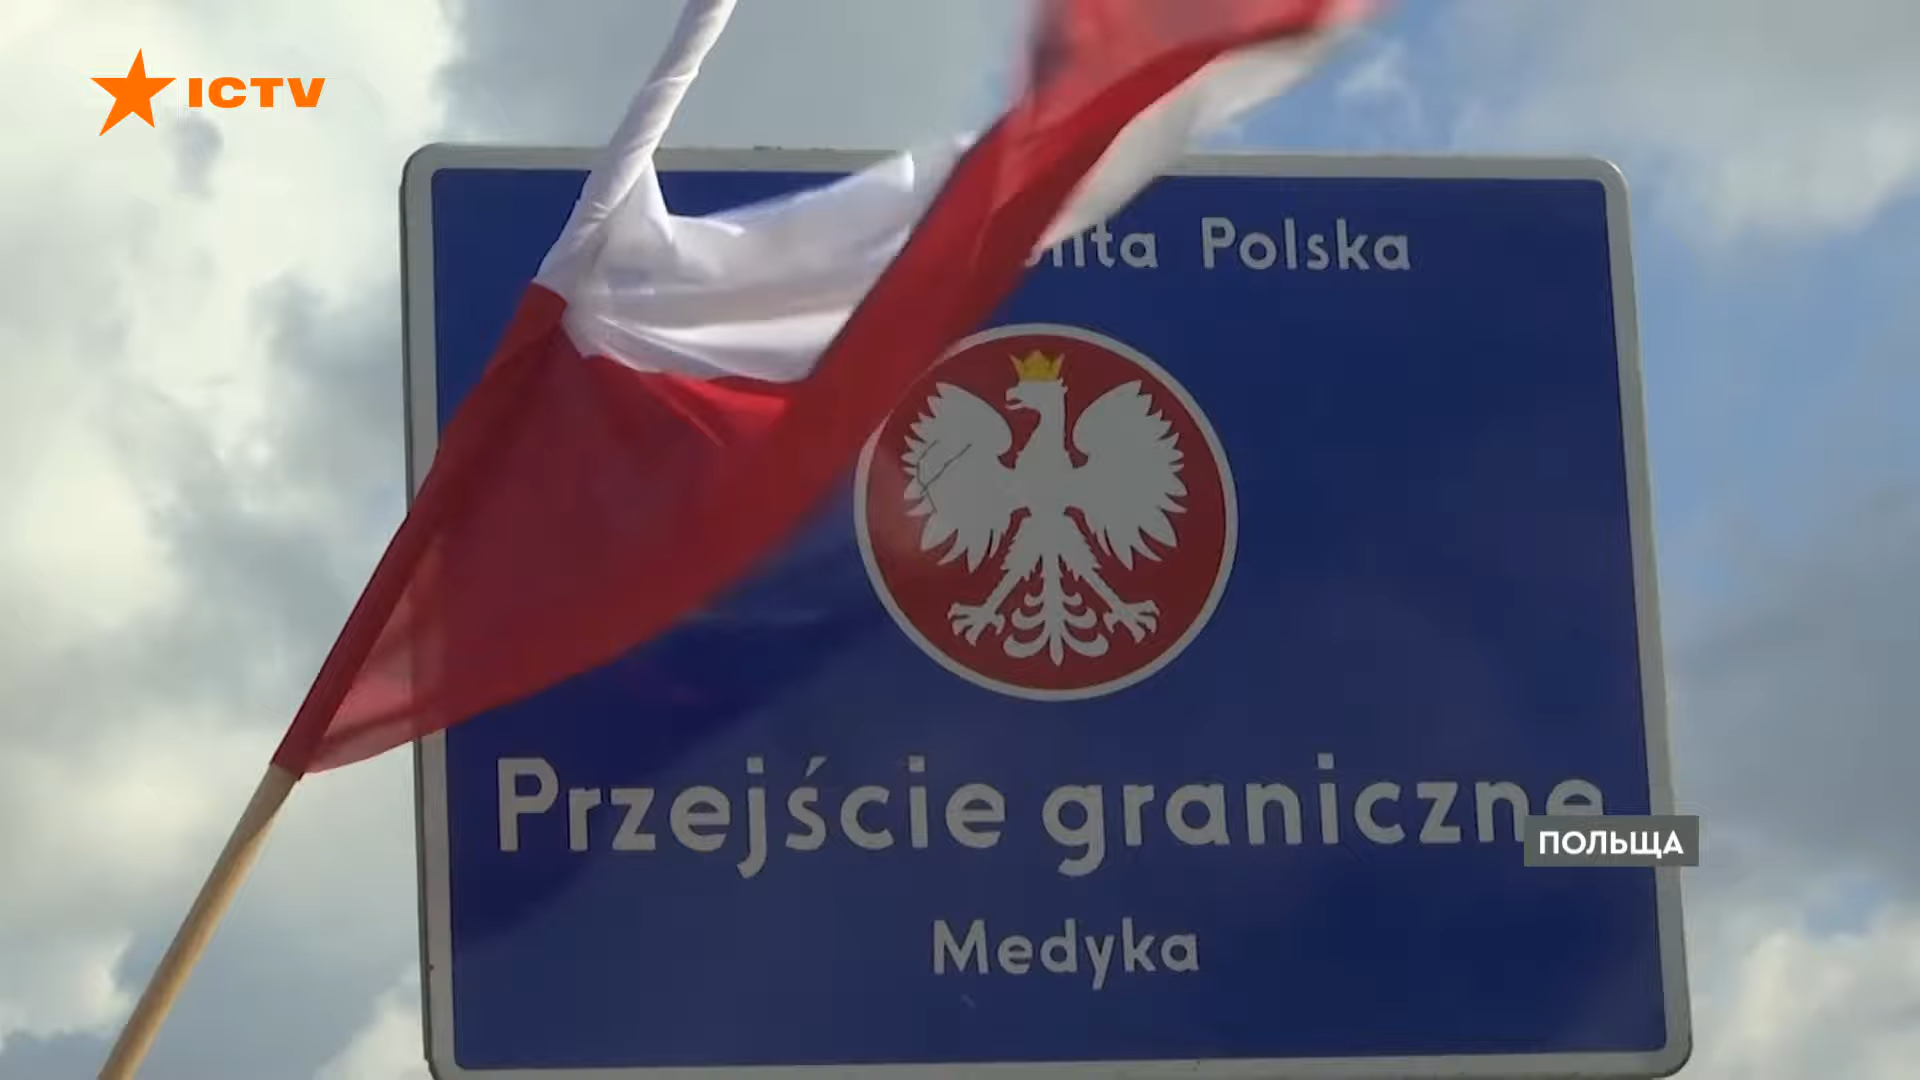 ICTV
Polska
Przejście graniczne
ПОЛЬЩА
Medyka